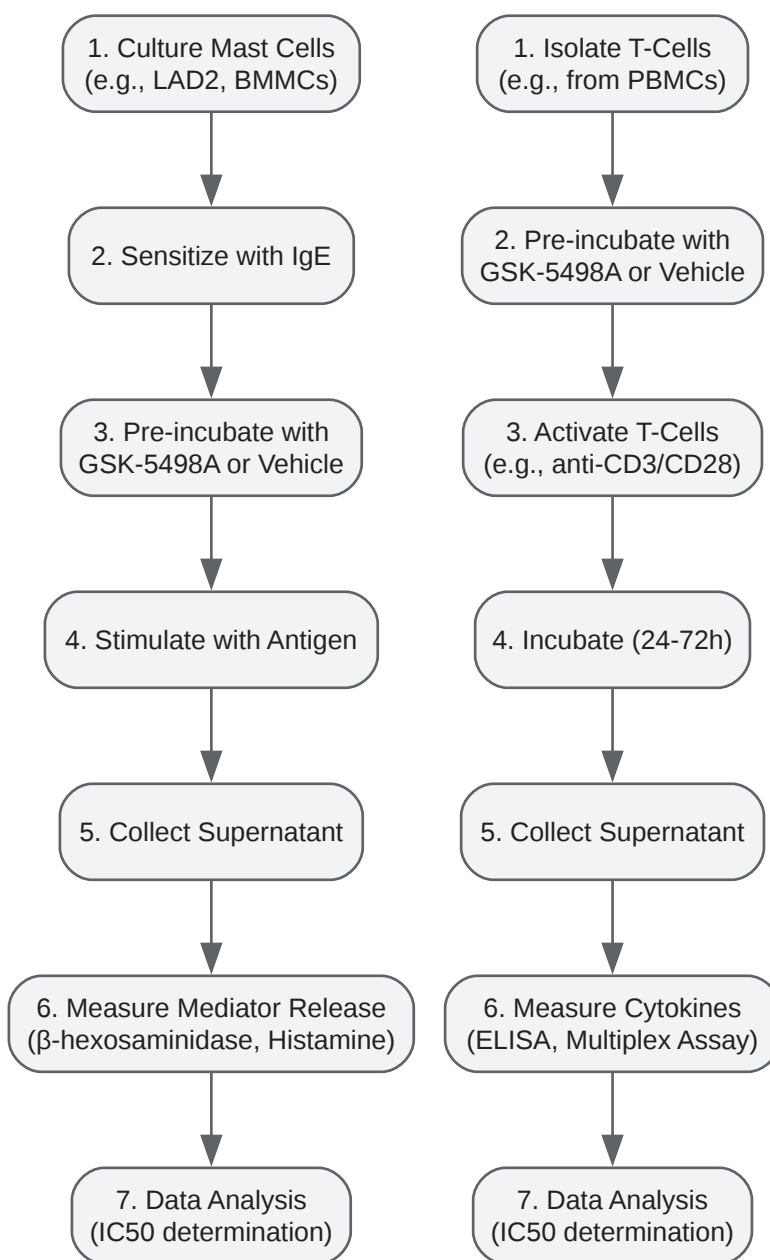 1. Culture Mast Cells
(e.g., LAD2, BMMCs)
2. Sensitize with IgE
3. Pre-incubate with
GSK-5498A or Vehicle
4. Stimulate with Antigen
5. Collect Supernatant
6. Measure Mediator Release
(β-hexosaminidase, Histamine)
7. Data Analysis
(IC50 determination)
1. Isolate T-Cells
(e.g., from PBMCs)
2. Pre-incubate with
GSK-5498A or Vehicle
3. Activate T-Cells
(e.g., anti-CD3/CD28)
4. Incubate (24-72h)
5. Collect Supernatant
6. Measure Cytokines
(ELISA, Multiplex Assay)
7. Data Analysis
(IC50 determination)